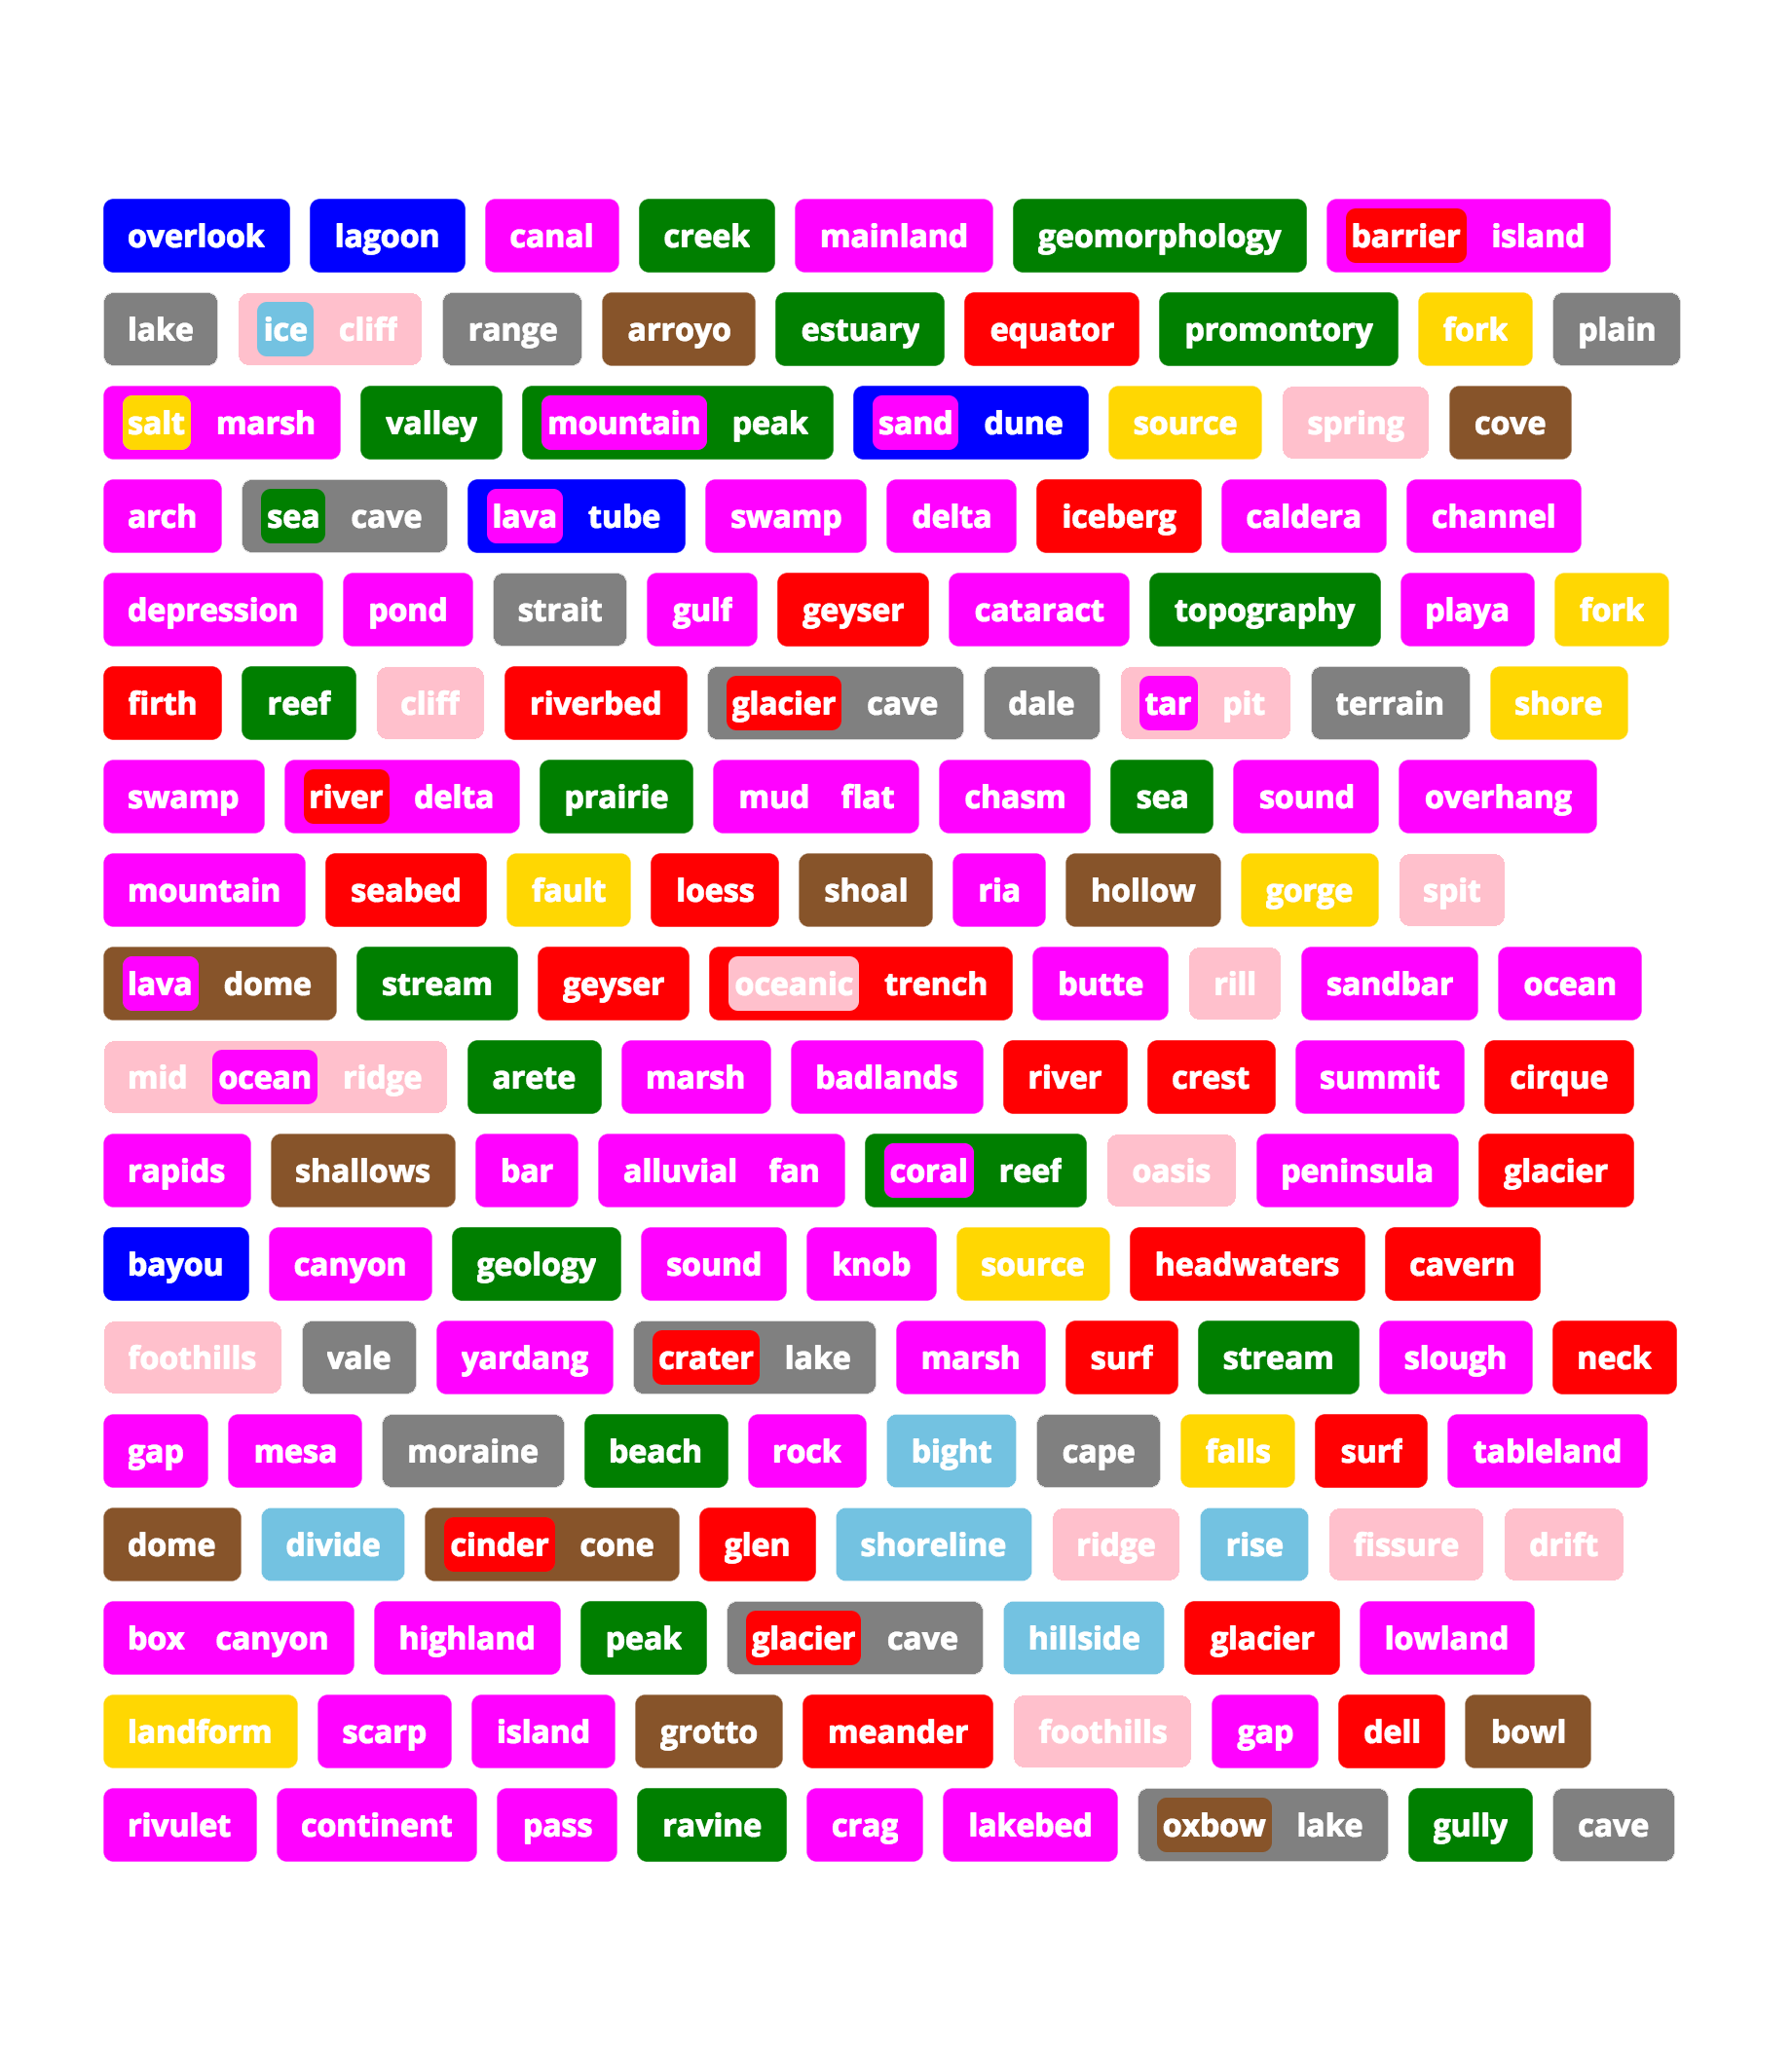 overlook lagoon canal creek mainland geomorphology barrier island
lake ice cliff range arroyo estuary equator promontory fork plain
salt marsh valley mountain peak sand dune source spring cove
arch sea cave lava tube swamp delta iceberg caldera channel
depression pond strait gulf geyser cataract topography playa fork
firth reef cliff riverbed glacier cave dale tar pit terrain shore
swamp river delta prairie mud flat chasm sea sound overhang
mountain seabed fault loess shoal ria hollow gorge spit
lava dome stream geyser oceanic trench butte rill sandbar ocean
mid ocean ridge arete marsh badlands river crest summit cirque
rapids shallows bar alluvial fan coral reef oasis peninsula glacier
bayou canyon geology sound knob source headwaters cavern
foothills vale yardang crater lake marsh surf stream slough neck
gap mesa moraine beach rock bight cape falls surf tableland
dome divide cinder cone glen shoreline ridge rise fissure drift
box canyon highland peak glacier cave hillside glacier lowland
landform scarp island grotto meander foothills gap dell bowl
rivulet continent pass ravine crag lakebed oxbow lake gully cave